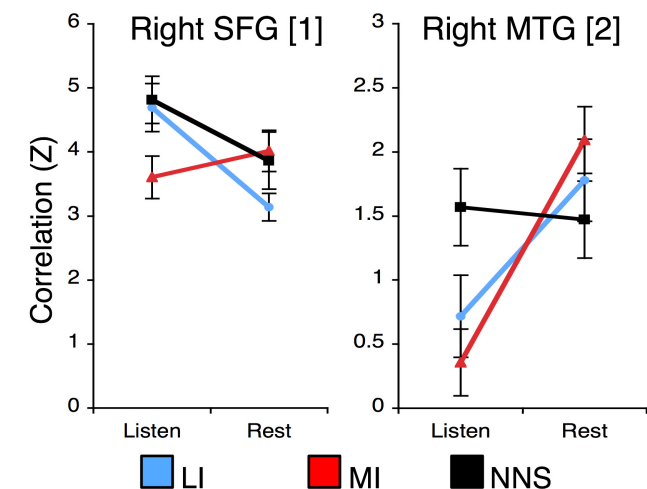 Right SFG [1]
Right MTG [2]
Correlation (Z)
6
5
4
3
2
1
0
Listen
Rest
3
2.5
2
1.5
1
0.5
0
Listen
Rest
LI
MI
NNS